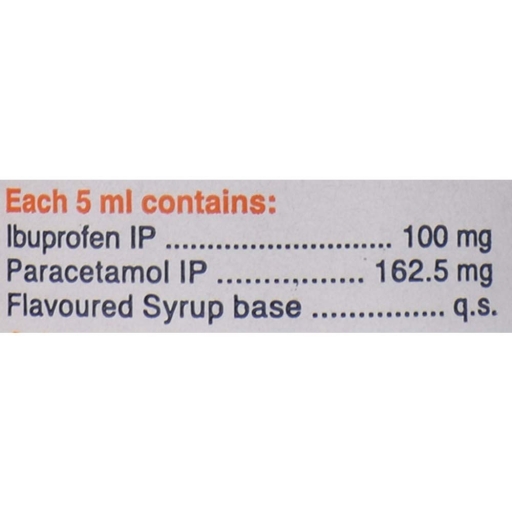 Each 5 ml contains:
Ibuprofen IP ............................ 100 mg
Paracetamol IP .................. 162.5 mg
Flavoured Syrup base ................ q.s.